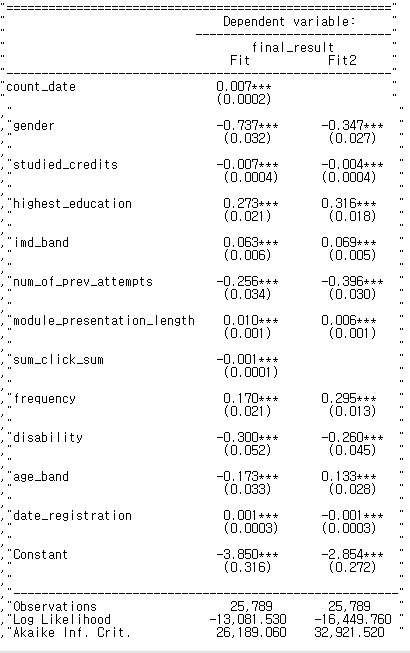 "=====================================================
"                          Dependent variable:      "
"                      ---------------------------
"                              final_result         "
"                            Fit          Fit2      "
"-----------------------------------------------------
"count_date                0.007***                 "
"                          (0.0002)                 "
,"                                                  "
,"gender                  -0.737***     -0.347***   "
"                          (0.032)       (0.027)    "
,"                                                  "
,"studied_credits         -0.007***     -0.004***   "
"                          (0.0004)      (0.0004)   "
,"                                                  "
,"highest_education        0.273***      0.316***   "
"                          (0.021)       (0.018)    "
,"                                                  "
,"imd_band                 0.063***      0.069***   "
"                          (0.006)       (0.005)    "
,"                                                  "
,"num_of_prev_attempts    -0.256***     -0.396***   "
"                          (0.034)       (0.030)    "
,"                                                  "
,"module_presentation_length 0.010***    0.006***   "
"                          (0.001)       (0.001)    "
,"                                                  "
,"sum_click_sum           -0.001***                 "
"                          (0.0001)                 "
,"                                                  "
,"frequency                0.170***      0.295***   "
"                          (0.021)       (0.013)    "
,"                                                  "
,"disability              -0.300***     -0.260***   "
"                          (0.052)       (0.045)    "
,"                                                  "
,"age_band                -0.173***      0.133***   "
"                          (0.033)       (0.028)    "
,"                                                  "
,"date_registration        0.001***     -0.001***   "
"                          (0.0003)      (0.0003)   "
,"                                                  "
,"Constant                -3.850***     -2.854***   "
"                          (0.316)       (0.272)    "
,"                                                  "
,"-----------------------------------------------------"
,"Observations              25,789        25,789    "
,"Log Likelihood         -13,081.530   -16,449.760  "
,"Akaike Inf. Crit.       26,189.060    32,921.520  "